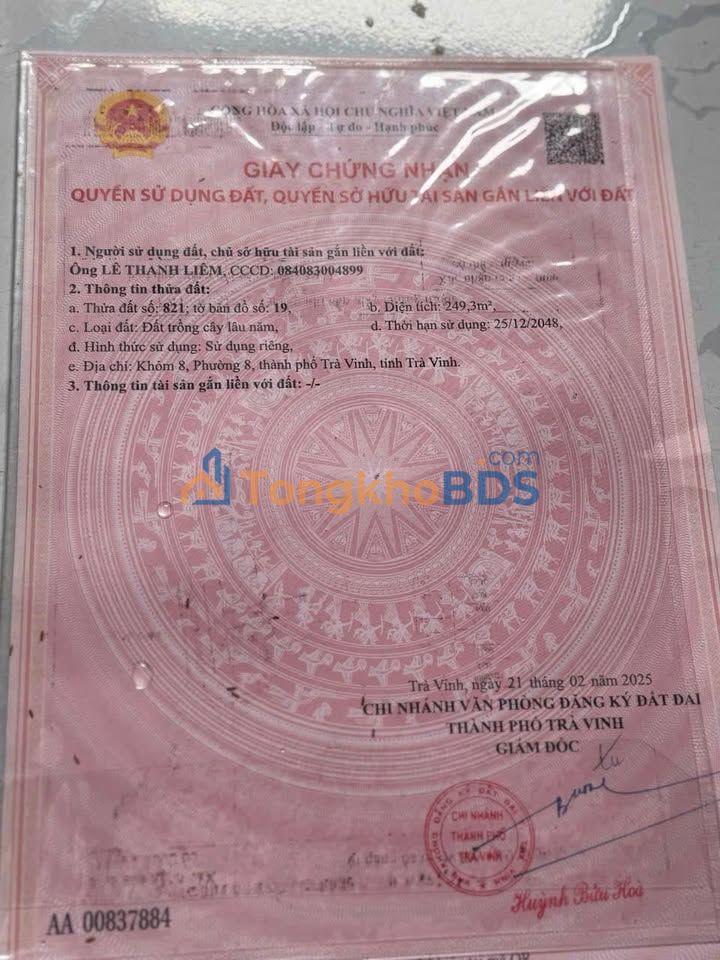 CỘNG HÒA XÃ HỘI CHỦ NGHĨA VIỆT NAM
Độc lập - Tự do - Hạnh phúc
GIẤY CHỨNG NHẬN
QUYỀN SỬ DỤNG ĐẤT, QUYỀN SỞ HỮU TÀI SẢN GẮN LIỀN VỚI ĐẤT
1. Người sử dụng đất, chủ sở hữu tài sản gắn liền với đất:
Ông LÊ THANH LIÊM, CCCD: 084083004899
2. Thông tin thửa đất:
a. Thửa đất số: 821; tờ bản đồ số: 19, b. Diện tích: 249,3m²,
c. Loại đất: Đất trồng cây lâu năm, d. Thời hạn sử dụng: 25/12/2048,
đ. Hình thức sử dụng: Sử dụng riêng,
e. Địa chỉ: Khóm 8, Phường 8, thành phố Trà Vinh, tỉnh Trà Vinh.
3. Thông tin tài sản gắn liền với đất: -/-
TongkhoBDS.com
Trà Vinh, ngày 21 tháng 02 năm 2025
CHI NHÁNH VĂN PHÒNG ĐĂNG KÝ ĐẤT ĐAI
THÀNH PHỐ TRÀ VINH
GIÁM ĐỐC
CHI NHÁNH
THÀNH PHỐ
TRÀ VINH
Huỳnh Bửu Hoà
AA 00837884